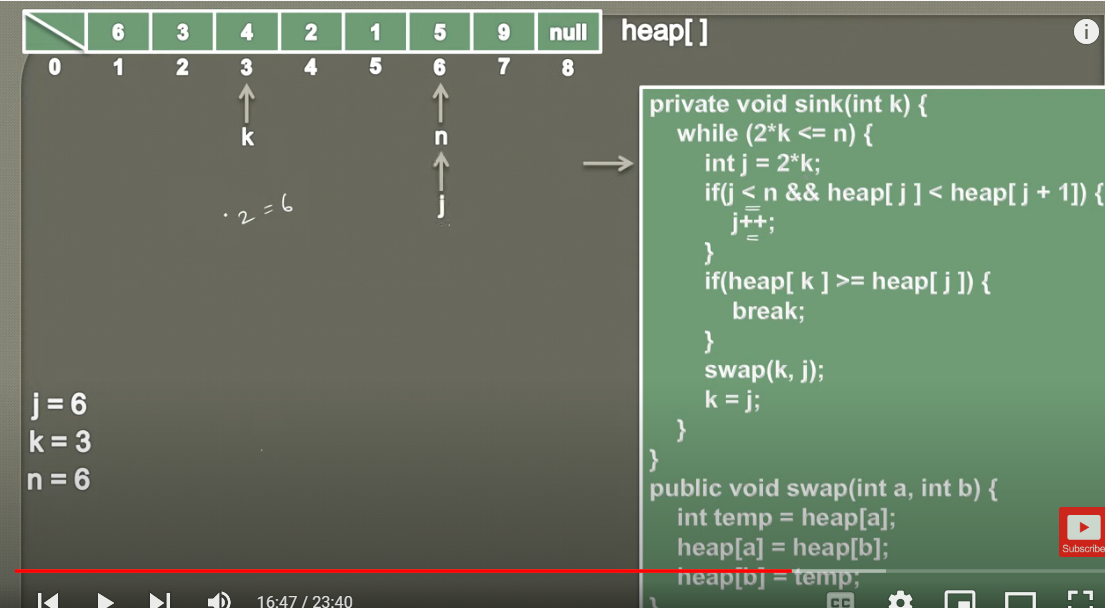 6 3 4 2 1 5 9 null heap[ ]
0 1 2 3 4 5 6 7 8
k n
j
· 2 = 6
j = 6
k = 3
n = 6
private void sink(int k) {
while (2*k <= n) {
int j = 2*k;
if(j < n && heap[ j ] < heap[ j + 1]) {
j++;
}
if(heap[ k ] >= heap[ j ]) {
break;
}
swap(k, j);
k = j;
}
}
public void swap(int a, int b) {
int temp = heap[a];
heap[a] = heap[b];
heap[b] = temp;
}
Subscribe
16:47 / 23:40
CC